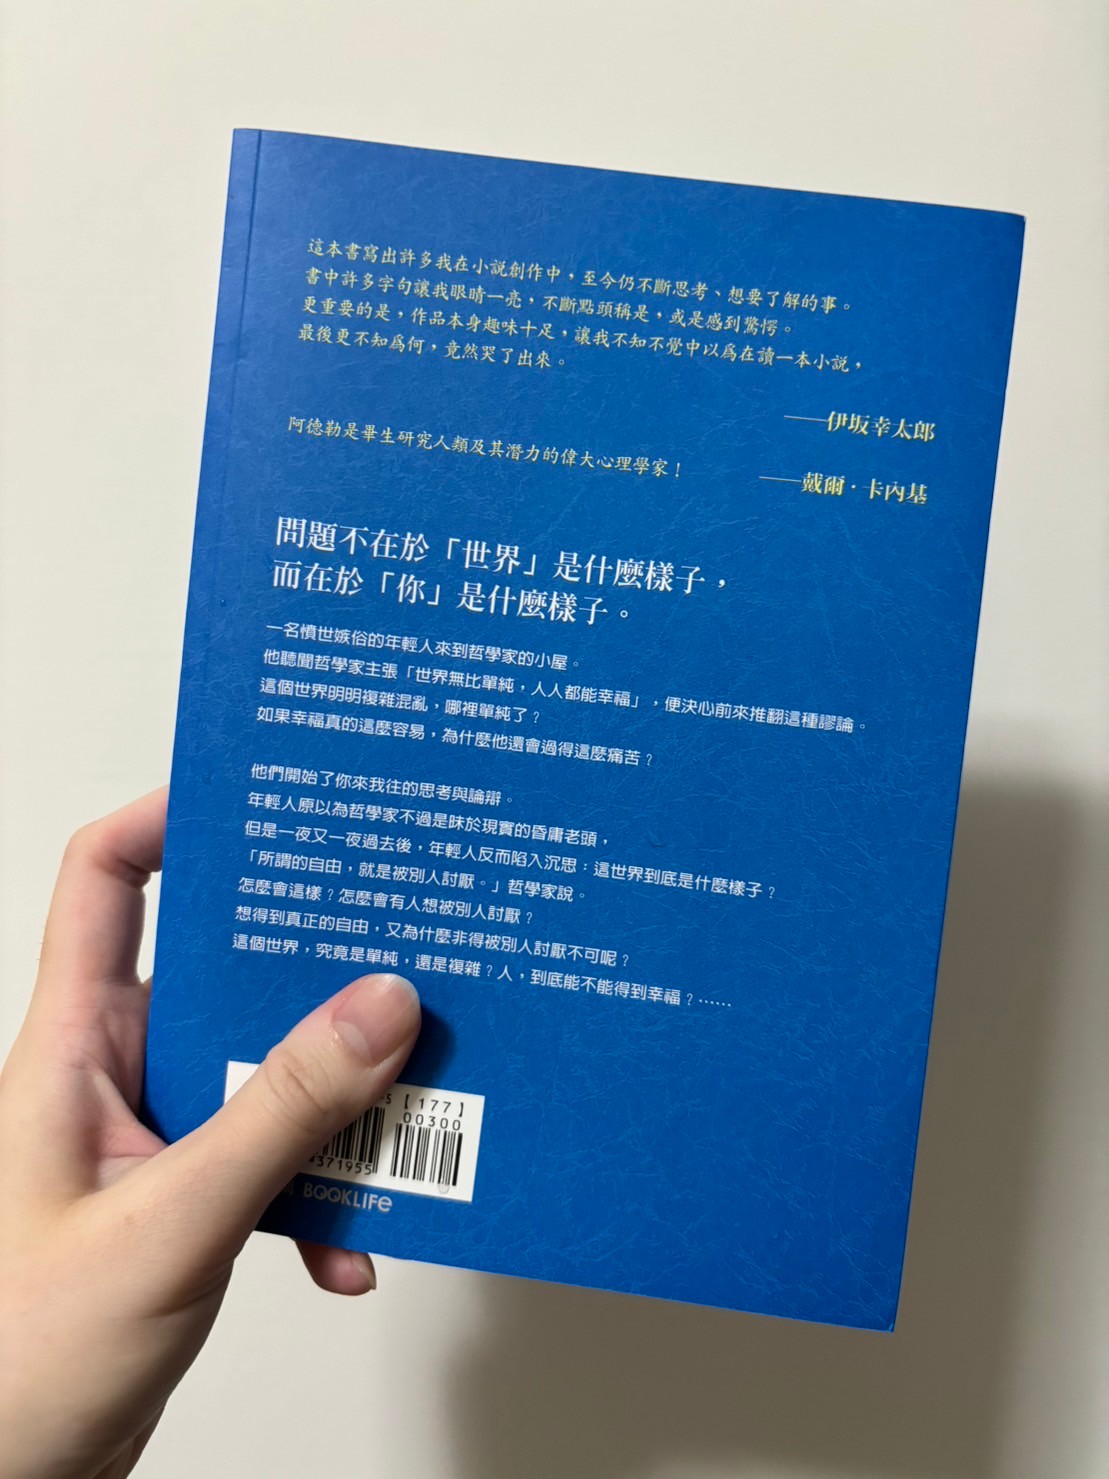 這本書寫出許多我在小說創作中，至今仍不斷思考、想要了解的事。
書中許多字句讓我眼睛一亮，不斷點頭稱是，或是感到驚愕。
更重要的是，作品本身趣味十足，讓我不知不覺中以為在讀一本小說，
最後更不知為何，竟然哭了出來。
──伊坂幸太郎
阿德勒是畢生研究人類及其潛力的偉大心理學家！
──戴爾·卡內基
問題不在於「世界」是什麼樣子，
而在於「你」是什麼樣子。
一名憤世嫉俗的年輕人來到哲學家的小屋。
他聽聞哲學家主張「世界無比單純，人人都能幸福」，便決心前來推翻這種謬論。
這個世界明明複雜混亂，哪裡單純了？
如果幸福真的這麼容易，為什麼他還會過得這麼痛苦？
他們開始了你來我往的思考與論辯。
年輕人原以為哲學家不過是昧於現實的昏庸老頭，
但是一夜又一夜過去後，年輕人反而陷入沉思：這世界到底是什麼樣子？
「所謂的自由，就是被別人討厭。」哲學家說。
怎麼會這樣？怎麼會有人想被別人討厭？
想得到真正的自由，又為什麼非得被別人討厭不可呢？
這個世界，究竟是單純，還是複雜？人，到底能不能得到幸福？……
5【177】
00300
371955
BOOKLIFE